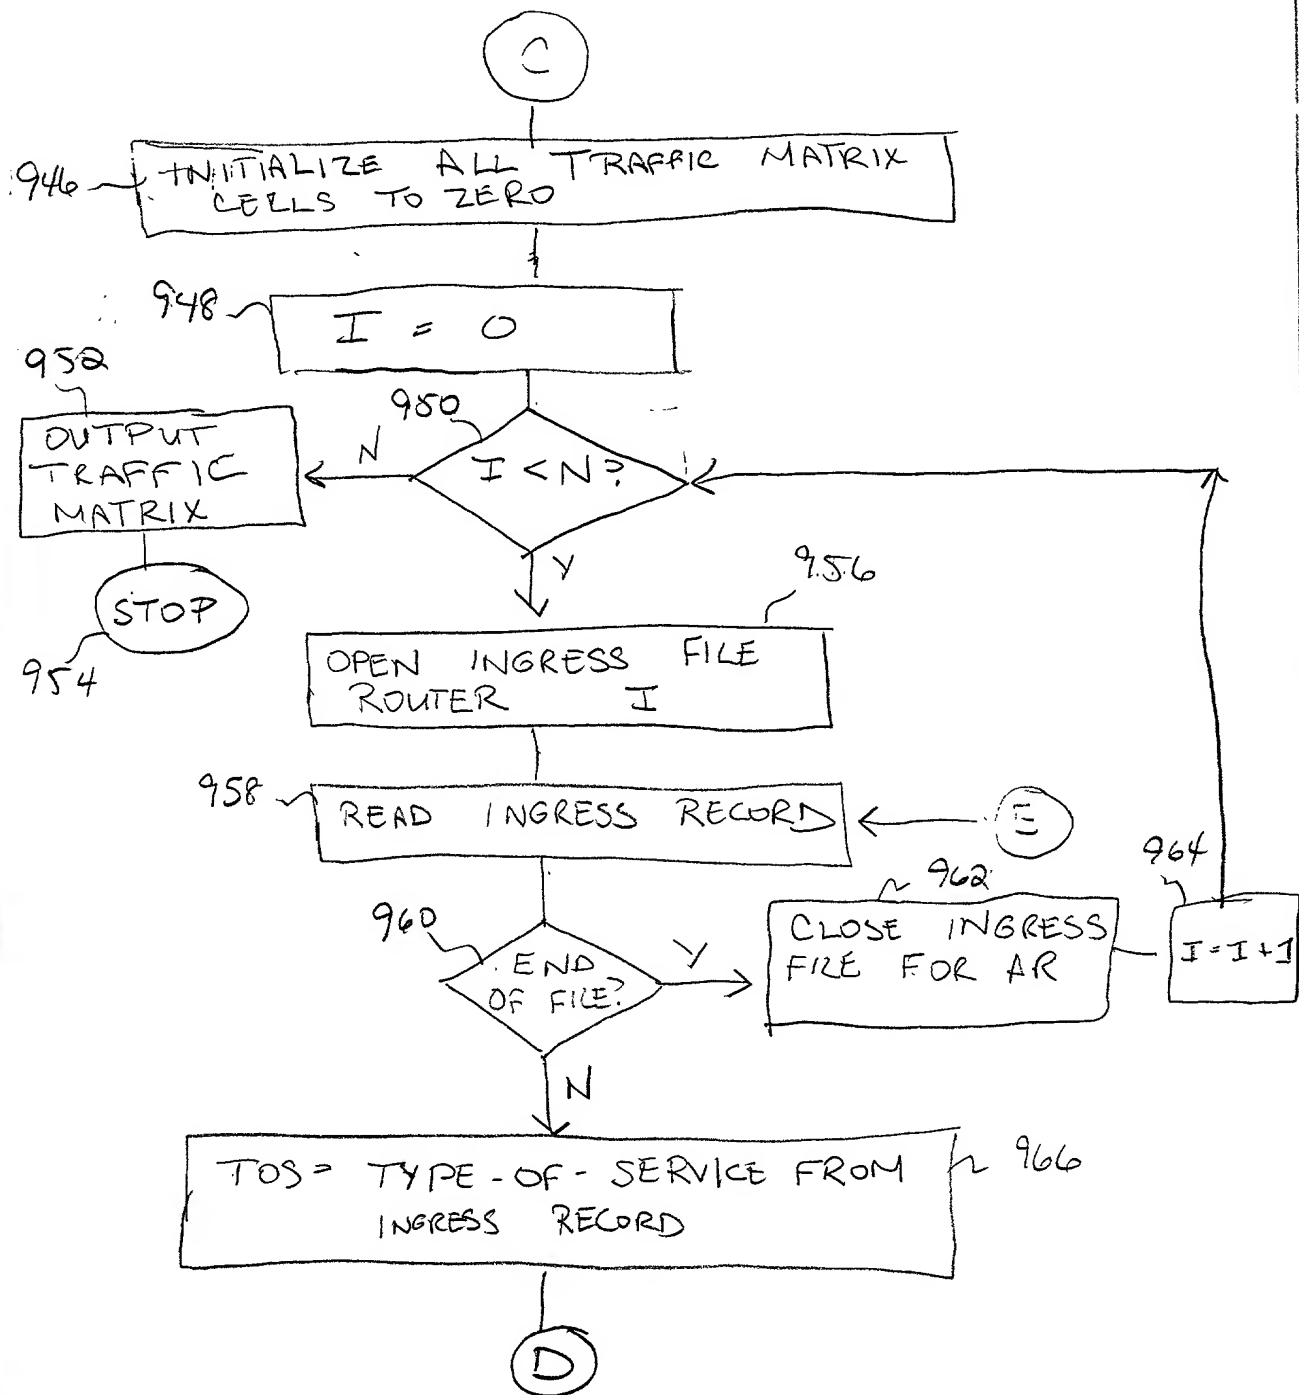 C
946
INITIALIZE ALL TRAFFIC MATRIX
CELLS TO ZERO
948
I = 0
952
OUTPUT
TRAFFIC
MATRIX
N
950
I < N?
STOP
954
Y
956
OPEN INGRESS FILE
ROUTER I
958
READ INGRESS RECORD
E
960
END
OF FILE?
Y
962
CLOSE INGRESS
FILE FOR AR
964
I = I + 1
N
TOS = TYPE-OF-SERVICE FROM
INGRESS RECORD
966
D